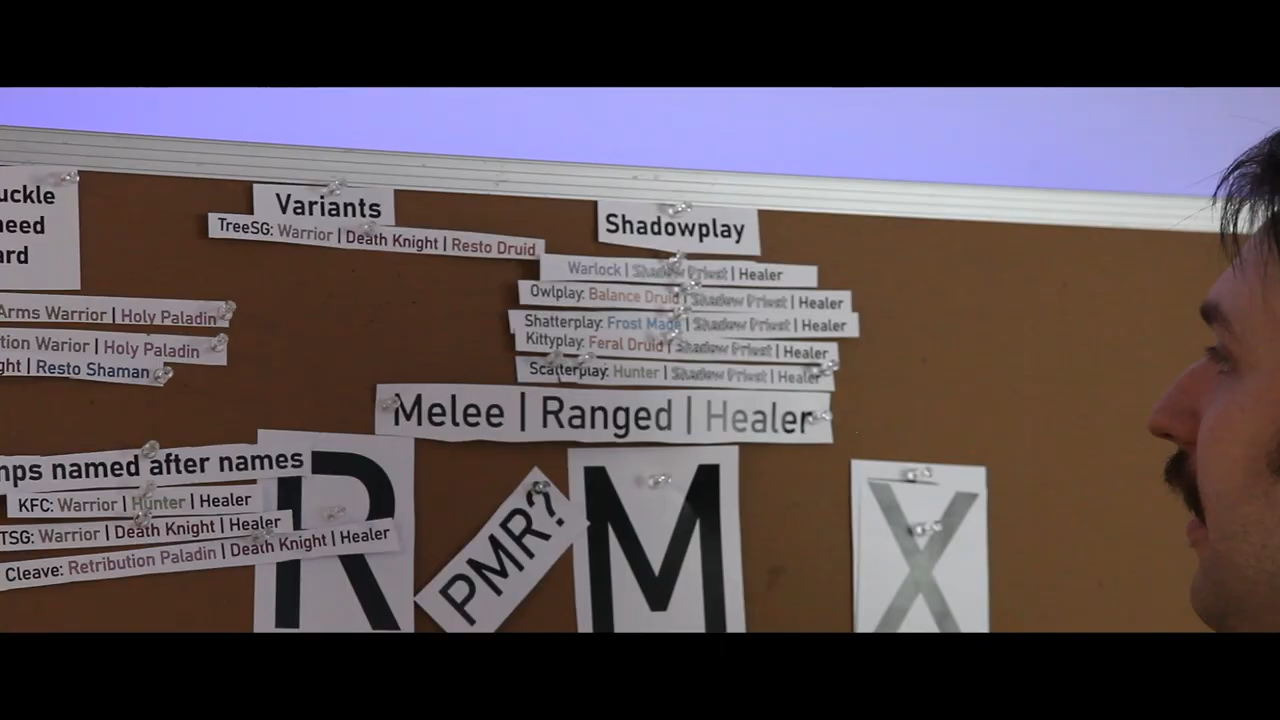 uckle
need
ard
Arms Warrior | Holy Paladin
tion Warior | Holy Paladin
ght | Resto Shaman
Variants
TreeSG: Warrior | Death Knight | Resto Druid
Shadowplay
Warlock | Shadow Priest | Healer
Owlplay: Balance Druid | Shadow Priest | Healer
Shatterplay: Frost Mage | Shadow Priest | Healer
Kittyplay: Feral Druid | Shadow Priest | Healer
Scatterplay: Hunter | Shadow Priest | Healer
Melee | Ranged | Healer
mps named after names
KFC: Warrior | Hunter | Healer
TSG: Warrior | Death Knight | Healer
Cleave: Retribution Paladin | Death Knight | Healer
R
PMR?
M
X